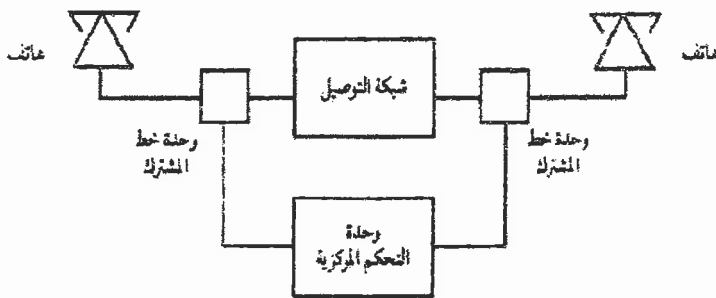 هاتف
هاتف
شبكة التوصيل
وحدة خط
المشترك
وحدة خط
المشترك
وحدة
التحكم المركزية